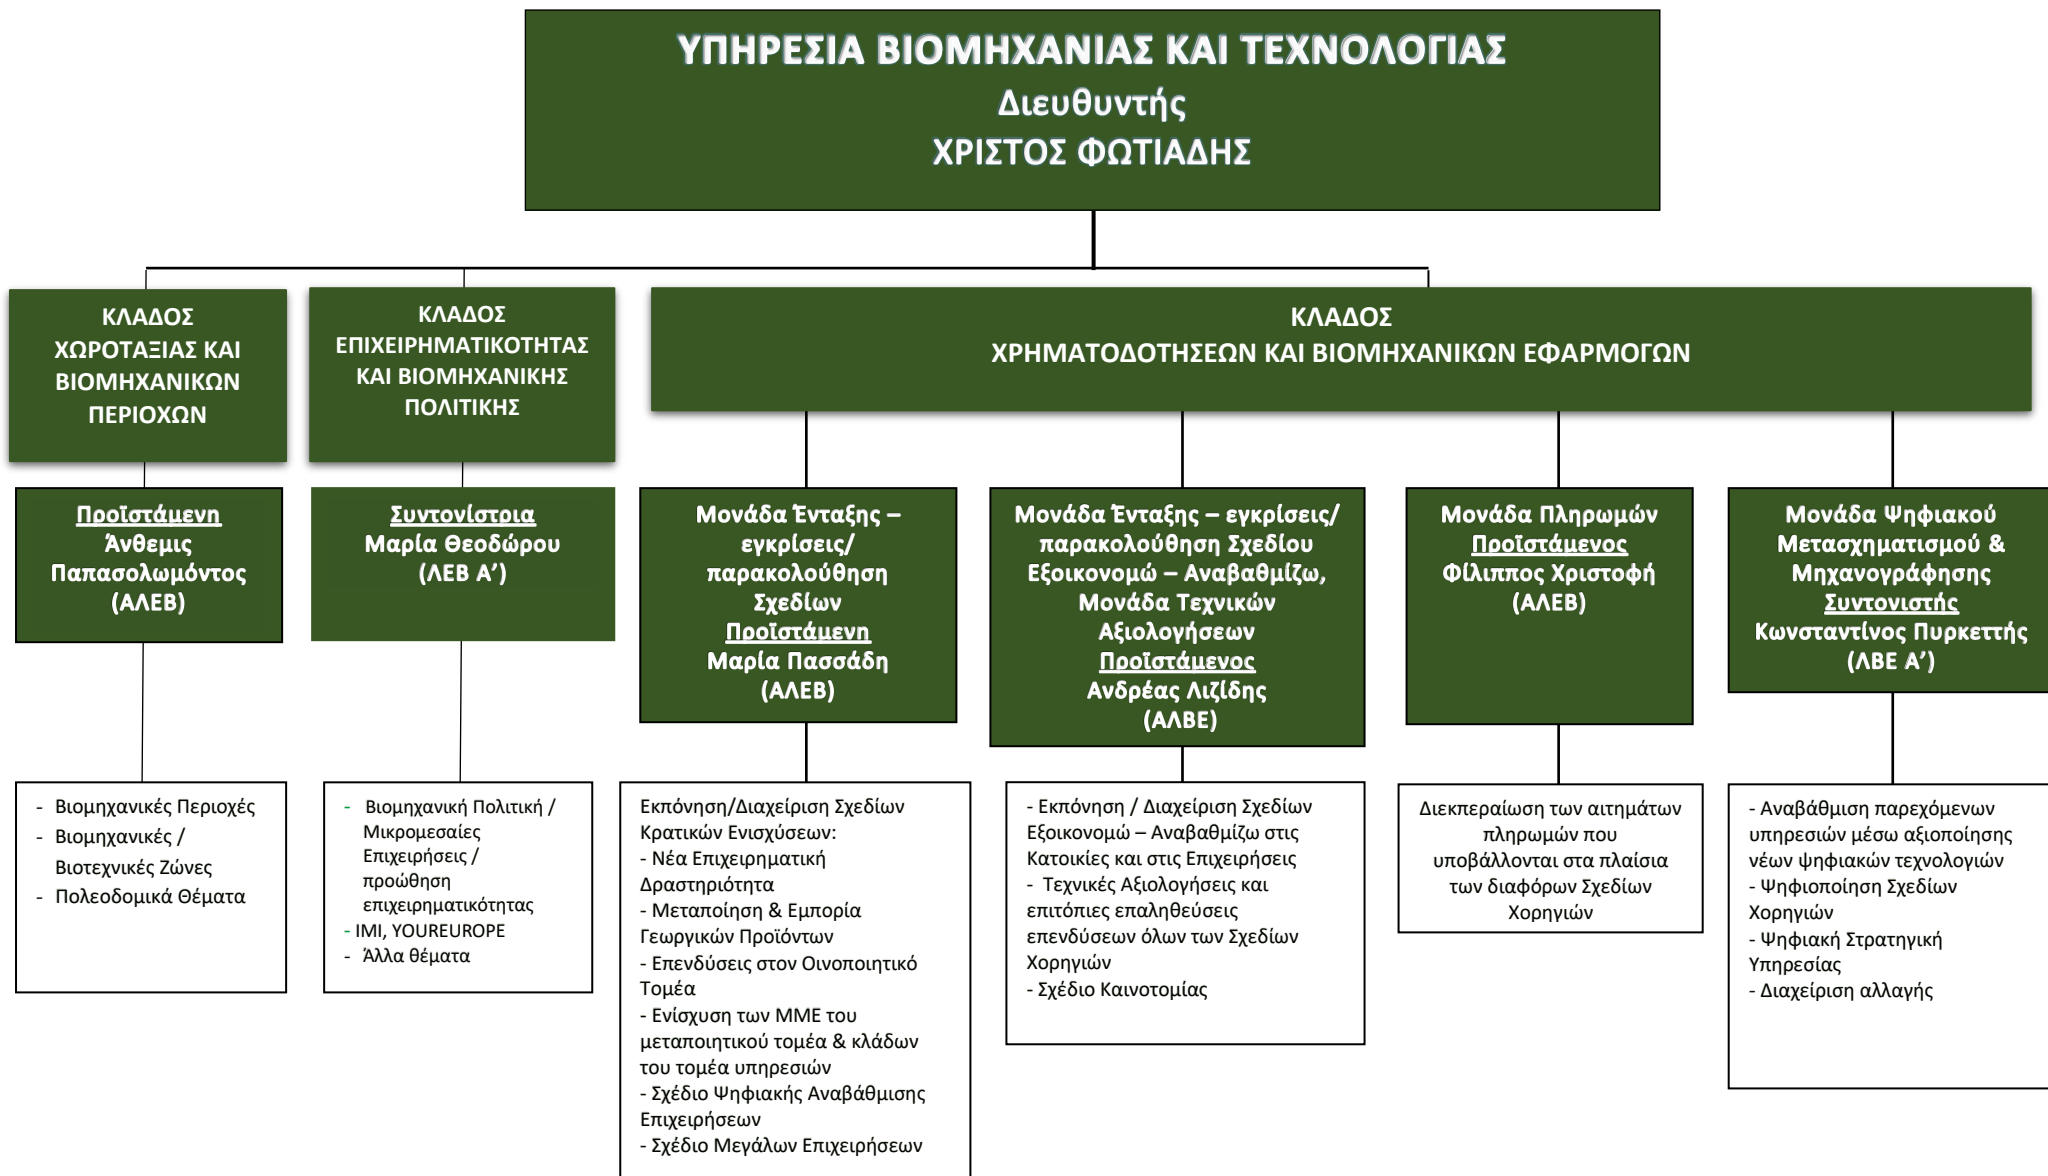 ΥΠΗΡΕΣΙΑ ΒΙΟΜΗΧΑΝΙΑΣ ΚΑΙ ΤΕΧΝΟΛΟΓΙΑΣ
Διευθυντής
ΧΡΙΣΤΟΣ ΦΩΤΙΑΔΗΣ
ΚΛΑΔΟΣ
ΧΩΡΟΤΑΞΙΑΣ ΚΑΙ
ΒΙΟΜΗΧΑΝΙΚΩΝ
ΠΕΡΙΟΧΩΝ
ΚΛΑΔΟΣ
ΕΠΙΧΕΙΡΗΜΑΤΙΚΟΤΗΤΑΣ
ΚΑΙ ΒΙΟΜΗΧΑΝΙΚΗΣ
ΠΟΛΙΤΙΚΗΣ
ΚΛΑΔΟΣ
ΧΡΗΜΑΤΟΔΟΤΗΣΕΩΝ ΚΑΙ ΒΙΟΜΗΧΑΝΙΚΩΝ ΕΦΑΡΜΟΓΩΝ
Προϊστάμενη
Άνθεμις
Παπασολωμόντος
(ΑΛΕΒ)
Συντονίστρια
Μαρία Θεοδώρου
(ΛΕΒ Α’)
Μονάδα Ένταξης –
εγκρίσεις/
παρακολούθηση
Σχεδίων
Προϊστάμενη
Μαρία Πασσάδη
(ΑΛΕΒ)
Μονάδα Ένταξης – εγκρίσεις/
παρακολούθηση Σχεδίου
Εξοικονομώ – Αναβαθμίζω,
Μονάδα Τεχνικών
Αξιολογήσεων
Προϊστάμενος
Ανδρέας Λιζίδης
(ΑΛΒΕ)
Μονάδα Πληρωμών
Προϊστάμενος
Φίλιππος Χριστοφή
(ΑΛΕΒ)
Μονάδα Ψηφιακού
Μετασχηματισμού &
Μηχανογράφησης
Συντονιστής
Κωνσταντίνος Πυρκεττής
(ΛΒΕ Α’)
- Βιομηχανικές Περιοχές
- Βιομηχανικές /
Βιοτεχνικές Ζώνες
- Πολεοδομικά Θέματα
- Βιομηχανική Πολιτική /
Μικρομεσαίες
Επιχειρήσεις /
προώθηση
επιχειρηματικότητας
- IMI, YOUREUROPE
- Άλλα θέματα
Εκπόνηση/Διαχείριση Σχεδίων
Κρατικών Ενισχύσεων:
- Νέα Επιχειρηματική
Δραστηριότητα
- Μεταποίηση & Εμπορία
Γεωργικών Προϊόντων
- Επενδύσεις στον Οινοποιητικό
Τομέα
- Ενίσχυση των ΜΜΕ του
μεταποιητικού τομέα & κλάδων
του τομέα υπηρεσιών
- Σχέδιο Ψηφιακής Αναβάθμισης
Επιχειρήσεων
- Σχέδιο Μεγάλων Επιχειρήσεων
- Εκπόνηση / Διαχείριση Σχεδίων
Εξοικονομώ – Αναβαθμίζω στις
Κατοικίες και στις Επιχειρήσεις
- Τεχνικές Αξιολογήσεις και
επιτόπιες επαληθεύσεις
επενδύσεων όλων των Σχεδίων
Χορηγιών
- Σχέδιο Καινοτομίας
Διεκπεραίωση των αιτημάτων
πληρωμών που
υποβάλλονται στα πλαίσια
των διαφόρων Σχεδίων
Χορηγιών
- Αναβάθμιση παρεχόμενων
υπηρεσιών μέσω αξιοποίησης
νέων ψηφιακών τεχνολογιών
- Ψηφιοποίηση Σχεδίων
Χορηγιών
- Ψηφιακή Στρατηγική
Υπηρεσίας
- Διαχείριση αλλαγής